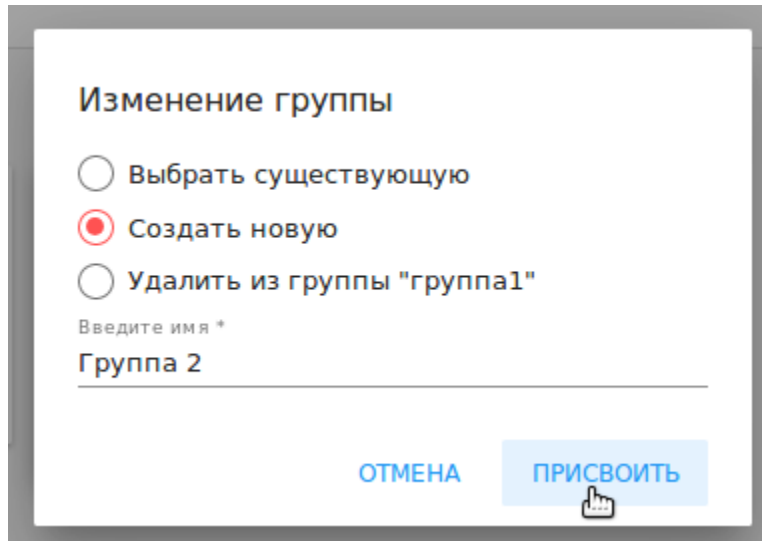 Изменение группы
Выбрать существующую
Создать новую
Удалить из группы "группа1"
Введите имя *
Группа 2
ОТМЕНА ПРИСВОИТЬ